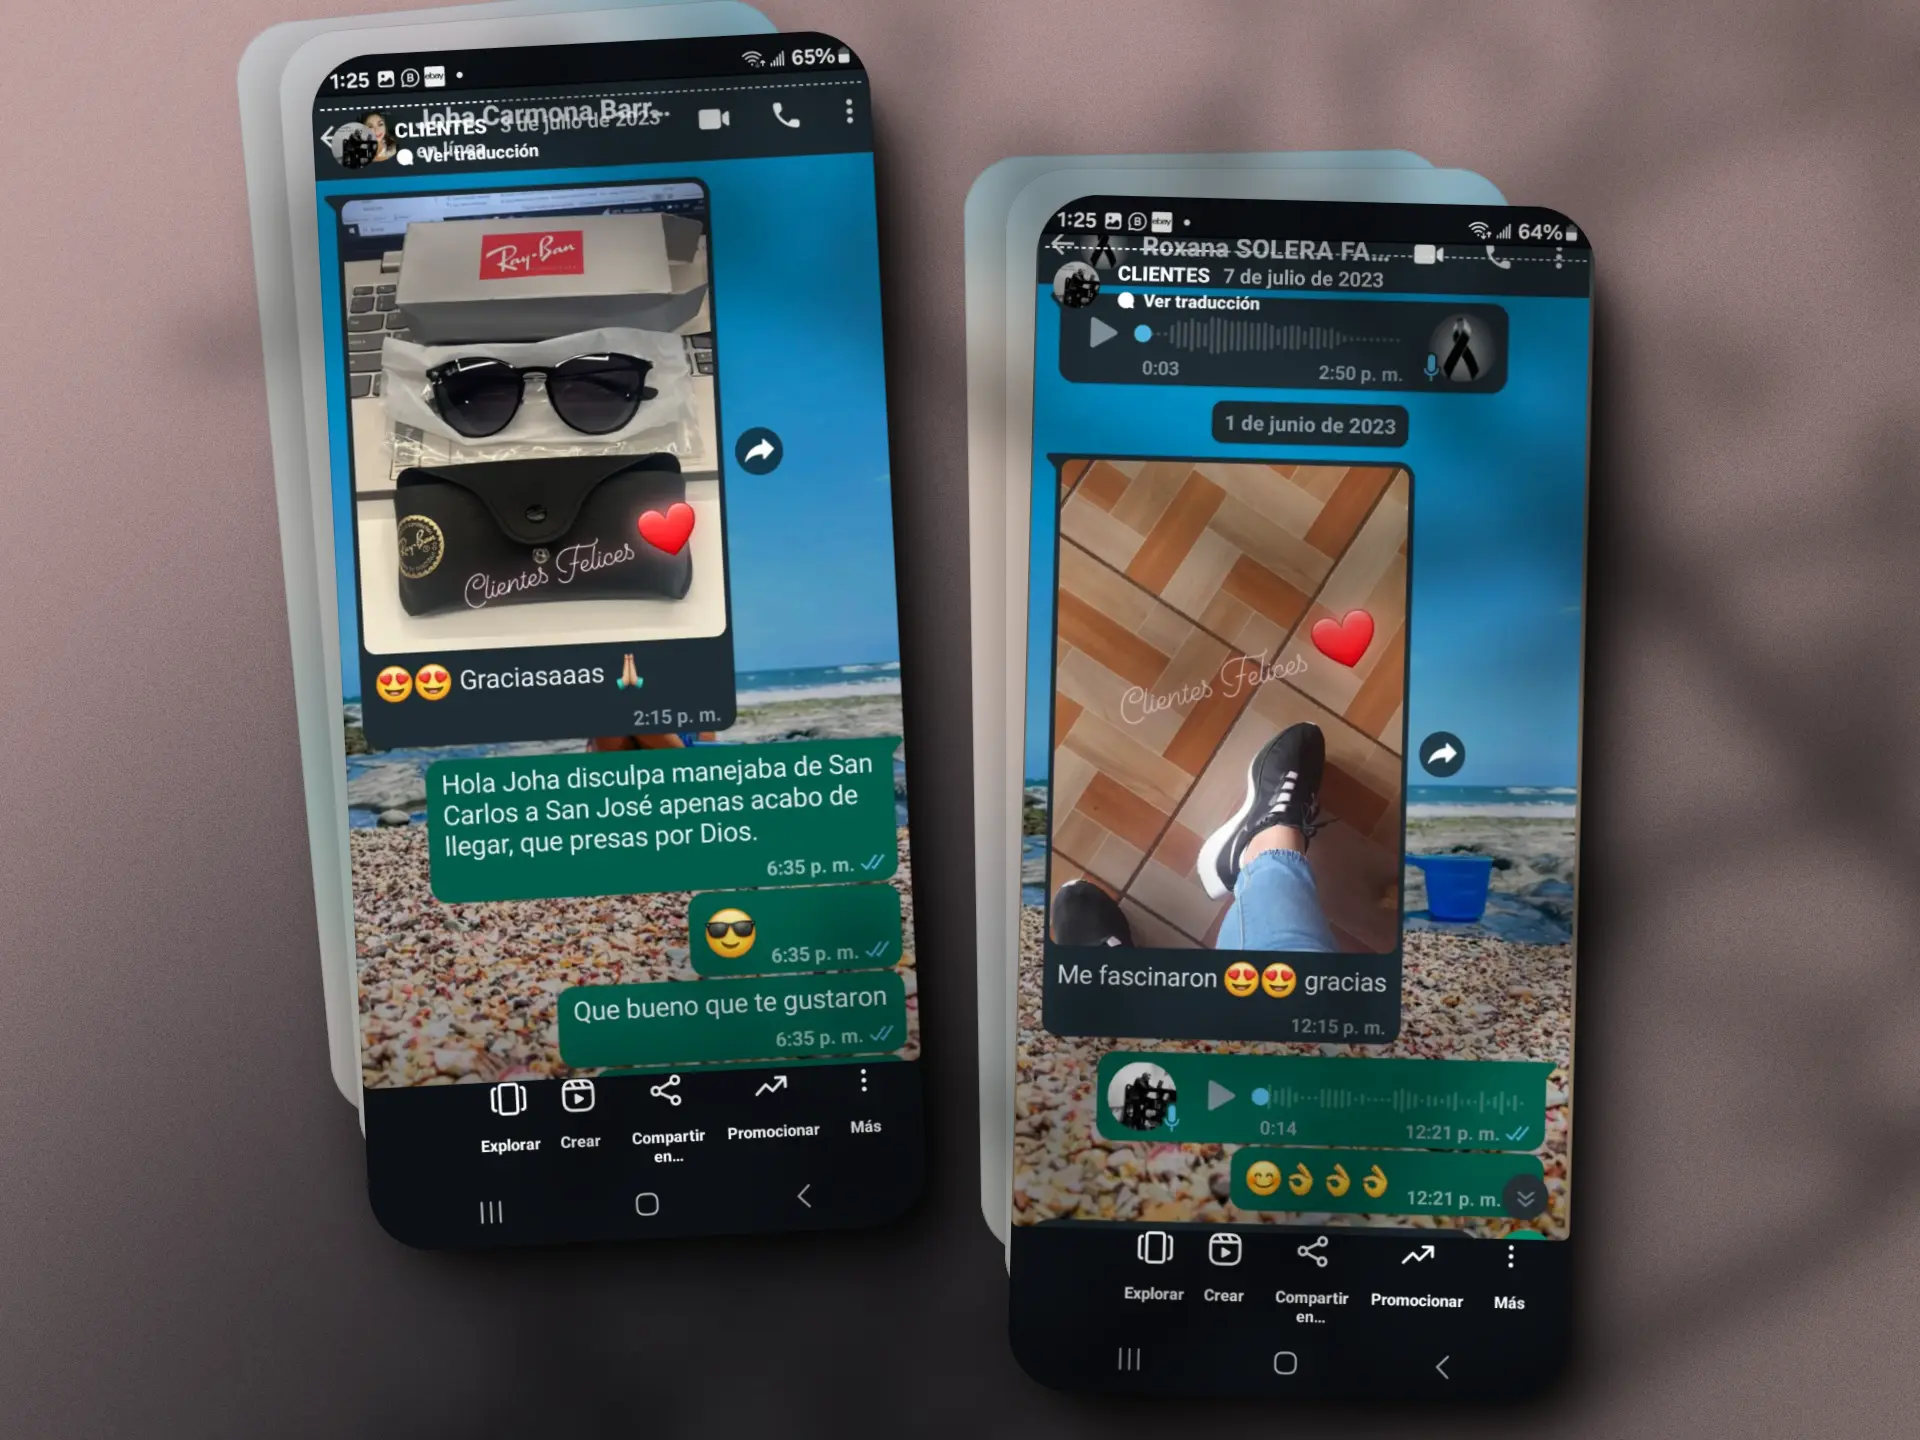 1:25
ebay
65%
Joha Carmona Barr...
en línea
CLIENTES 3 de julio de 2023
Ver traducción
Ray-Ban
Ray-Ban
Clientes Felices
Graciasaaas
2:15 p. m.
Hola Joha disculpa manejaba de San
Carlos a San José apenas acabo de
llegar, que presas por Dios.
6:35 p. m.
6:35 p. m.
Que bueno que te gustaron
6:35 p. m.
Explorar
Crear
Compartir
en...
Promocionar
Más
1:25
ebay
64%
Roxana SOLERA FA...
CLIENTES 7 de julio de 2023
Ver traducción
0:03
2:50 p. m.
1 de junio de 2023
Clientes Felices
Me fascinaron gracias
12:15 p. m.
0:14
12:21 p. m.
12:21 p. m.
Explorar
Crear
Compartir
en...
Promocionar
Más